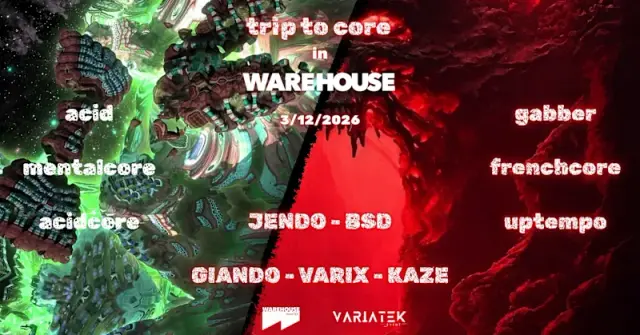 trip to core
in
WAREHOUSE
3/12/2026
acid
mentalcore
acidcore
gabber
frenchcore
uptempo
JENDO - BSD
GIANDO - VARIX - KAZE
WAREHOUSE
VARIATEK